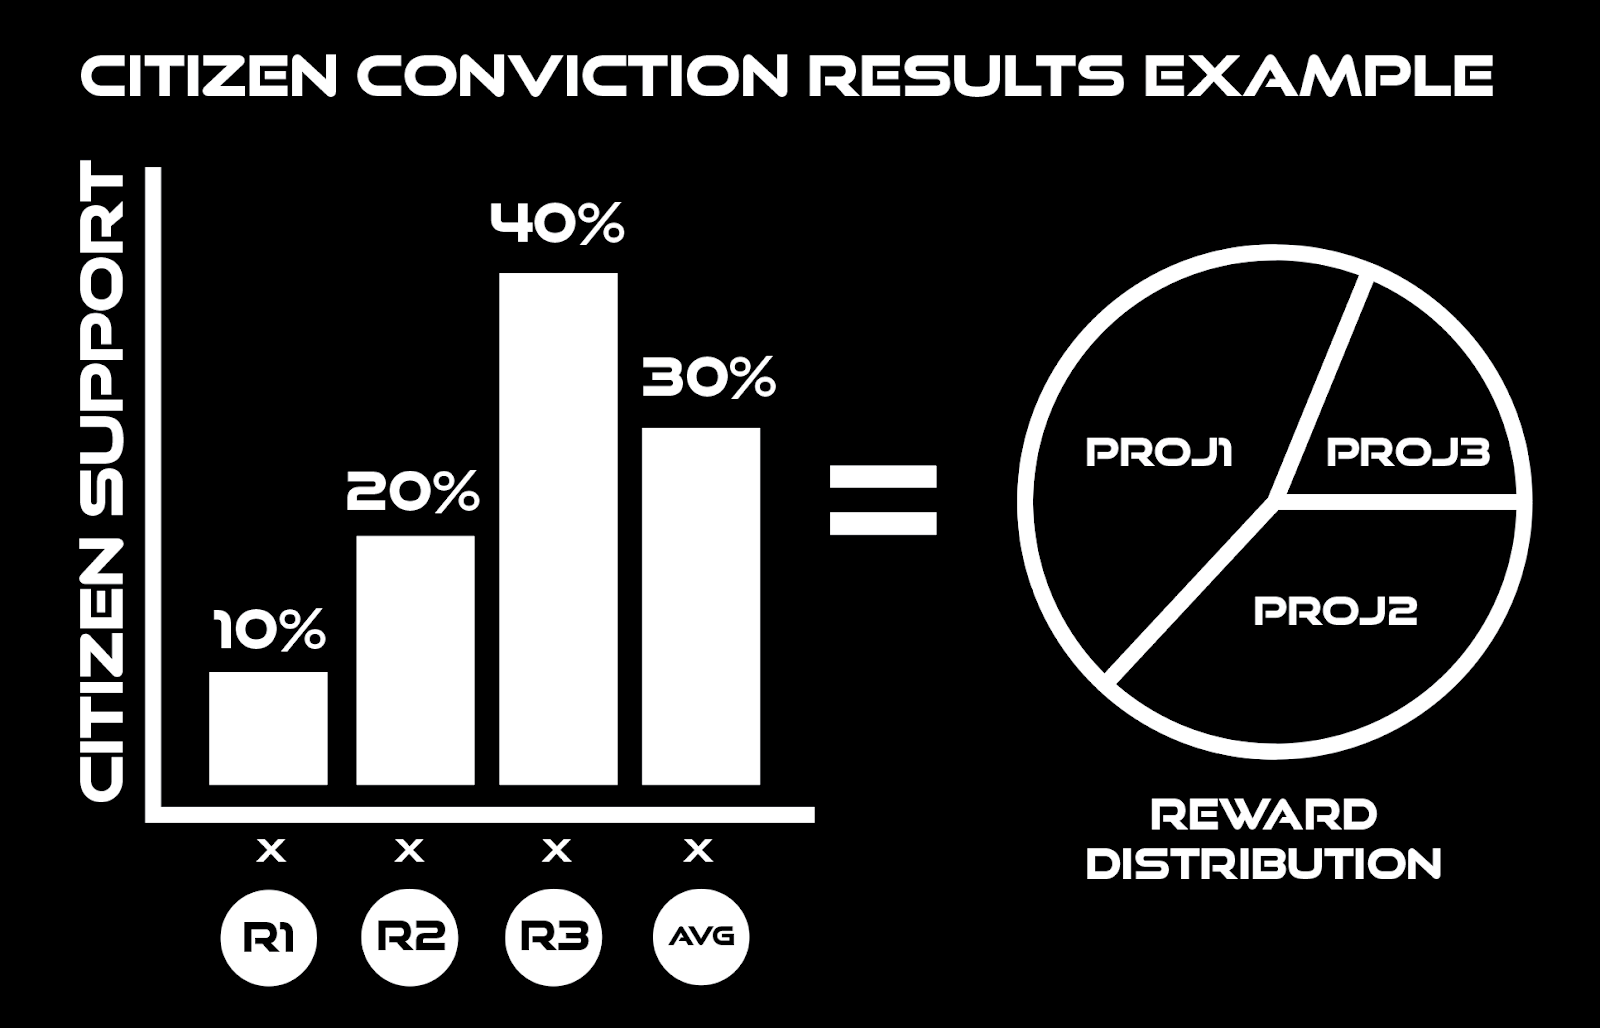 CITIZEN CONVICTION RESULTS EXAMPLE
CITIZEN SUPPORT
10%
20%
40%
30%
X X X X
R1 R2 R3 AVG
=
PROJ1
PROJ3
PROJ2
REWARD
DISTRIBUTION